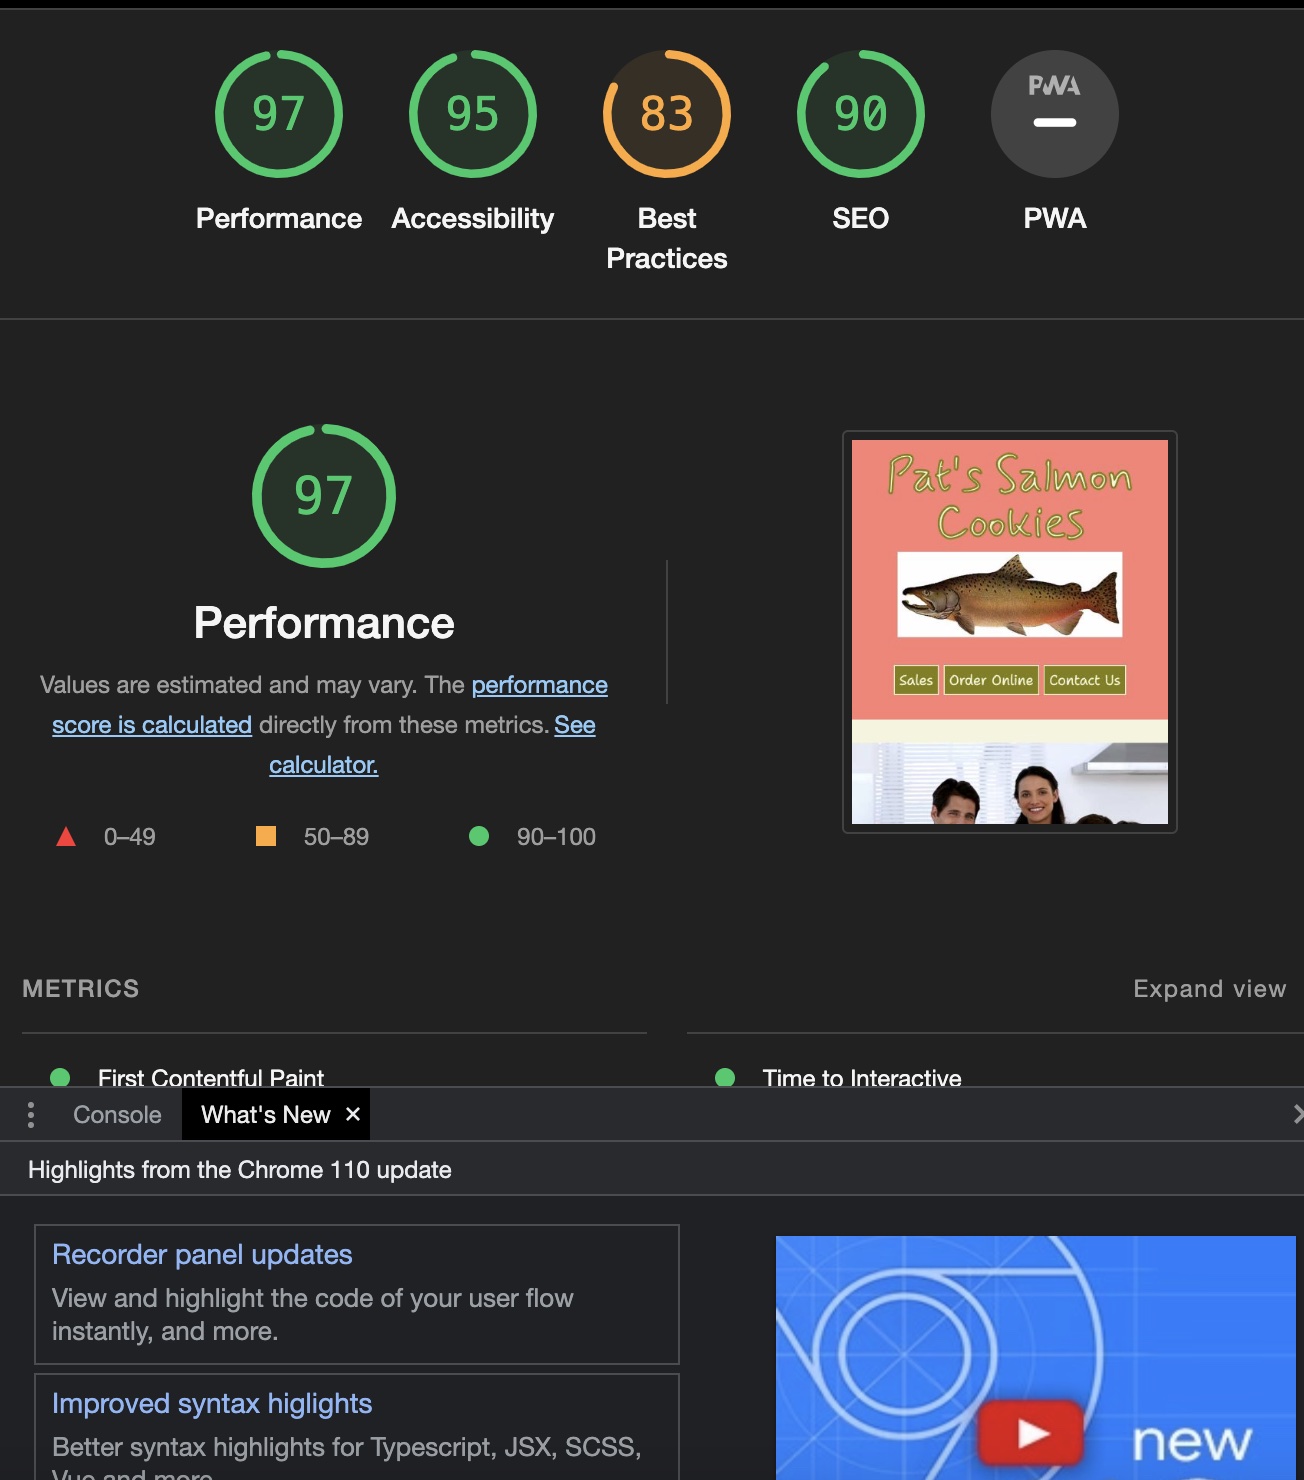 97
95
83
90
PWA
Performance
Accessibility
Best
Practices
SEO
PWA
97
Performance
Values are estimated and may vary. The performance
score is calculated directly from these metrics. See
calculator.
0–49
50–89
90–100
Pat's Salmon
Cookies
Sales
Order Online
Contact Us
METRICS
Expand view
First Contentful Paint
Time to Interactive
Console
What's New
Highlights from the Chrome 110 update
Recorder panel updates
View and highlight the code of your user flow
instantly, and more.
Improved syntax higlights
Better syntax highlights for Typescript, JSX, SCSS,
Vue and more
new